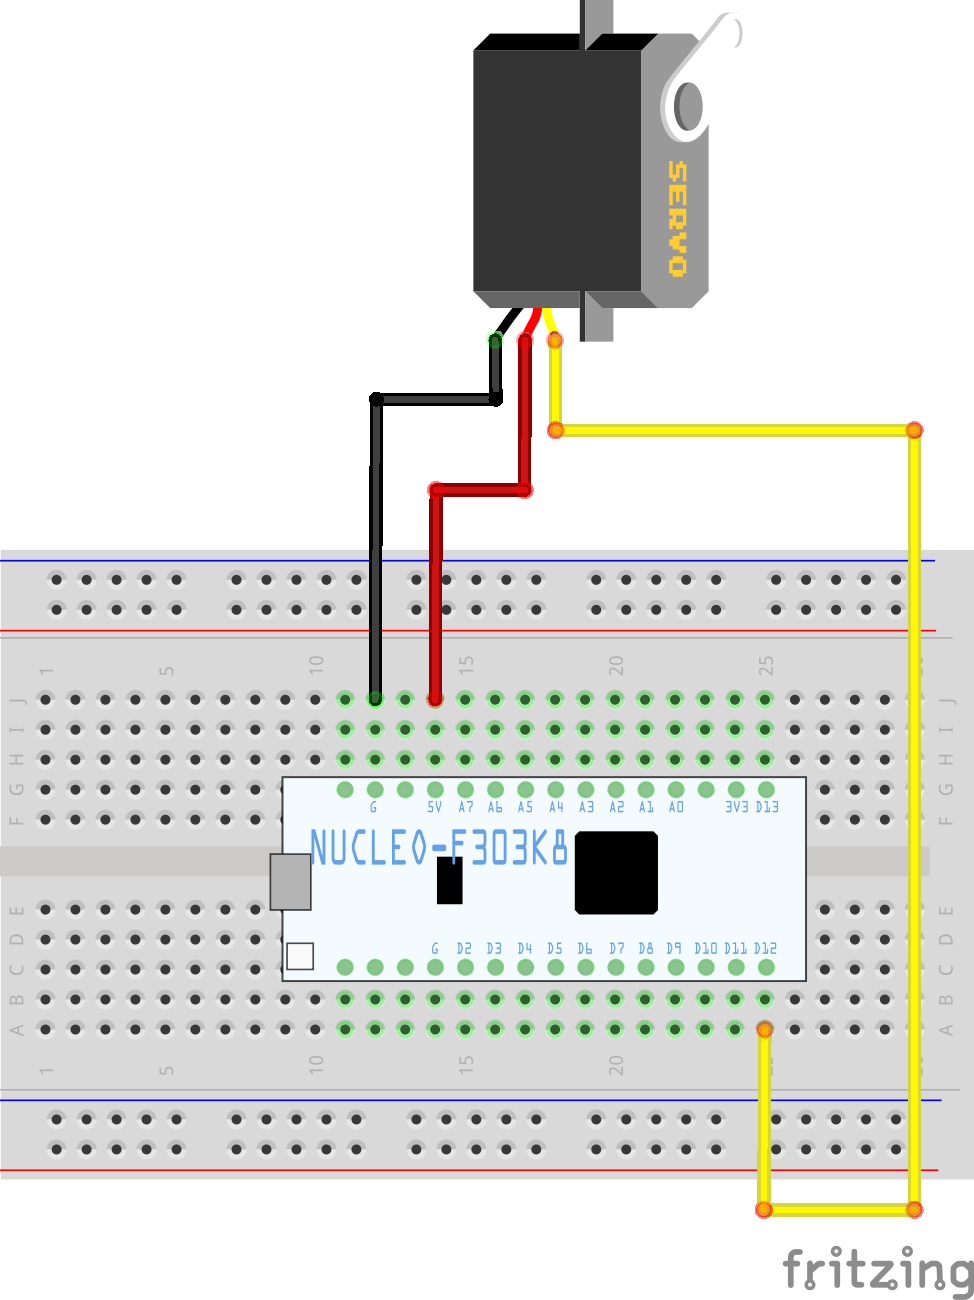 SERVO
1 5 10 15 20 25
J J
I I
H H
G G
F F
G 5V A7 A6 A5 A4 A3 A2 A1 A0 3V3 D13
NUCLEO-F303K8
E E
D D
C C
G D2 D3 D4 D5 D6 D7 D8 D9 D10 D11 D12
B B
A A
1 5 10 15 20
fritzing